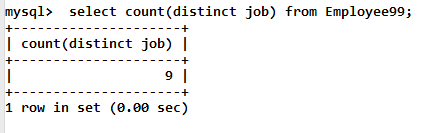 mysql>  select count(distinct job) from Employee99;
+---------------------+
| count(distinct job) |
+---------------------+
|                   9 |
+---------------------+
1 row in set (0.00 sec)